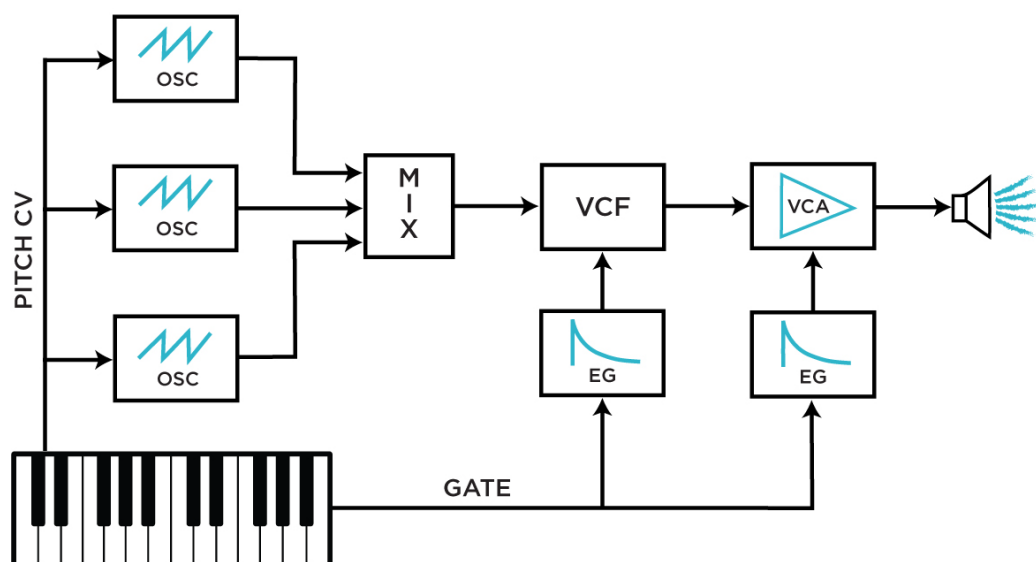 OSC
PITCH CV
OSC
OSC
M
I
X
VCF
VCA
EG
EG
GATE